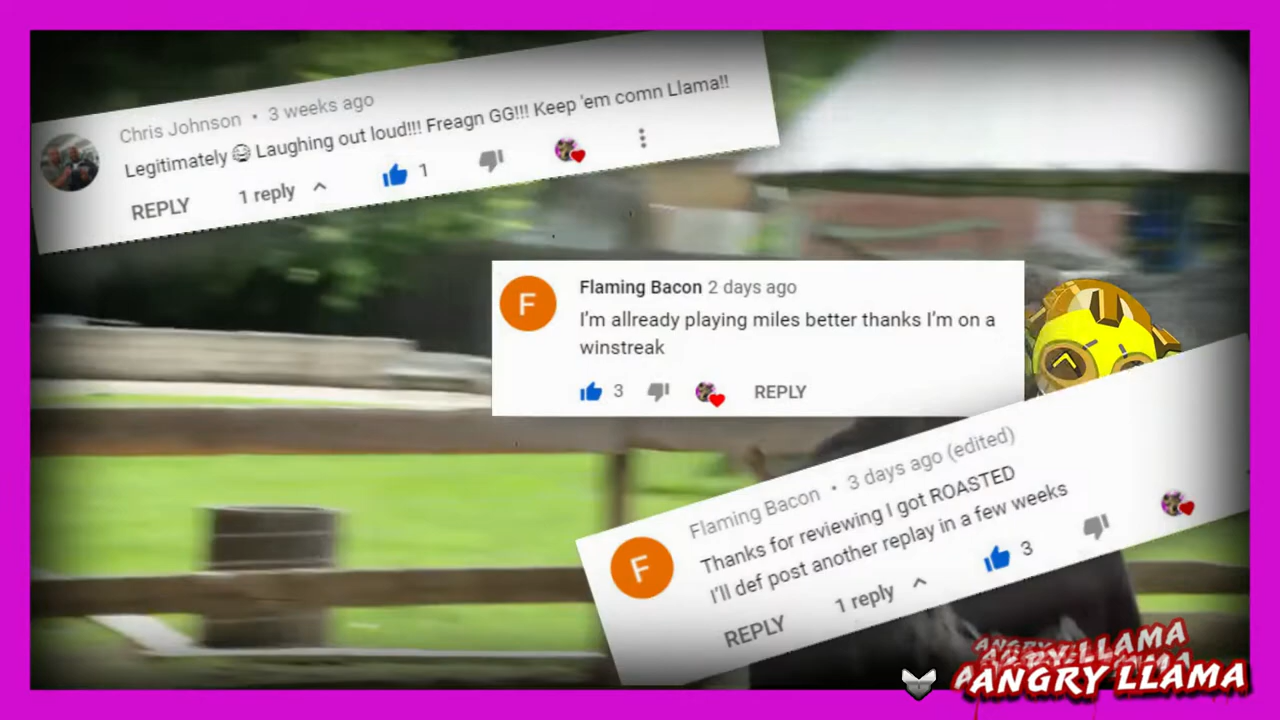 Chris Johnson • 3 weeks ago
Legitimately 😂 Laughing out loud!!! Freagn GG!!! Keep 'em comn Llama!!
1
REPLY 1 reply
F
Flaming Bacon 2 days ago
I'm allready playing miles better thanks I'm on a
winstreak
3 REPLY
F
Flaming Bacon • 3 days ago (edited)
Thanks for reviewing I got ROASTED
I'll def post another replay in a few weeks
3
REPLY 1 reply
ANGRY LLAMA
ANGRY LLAMA